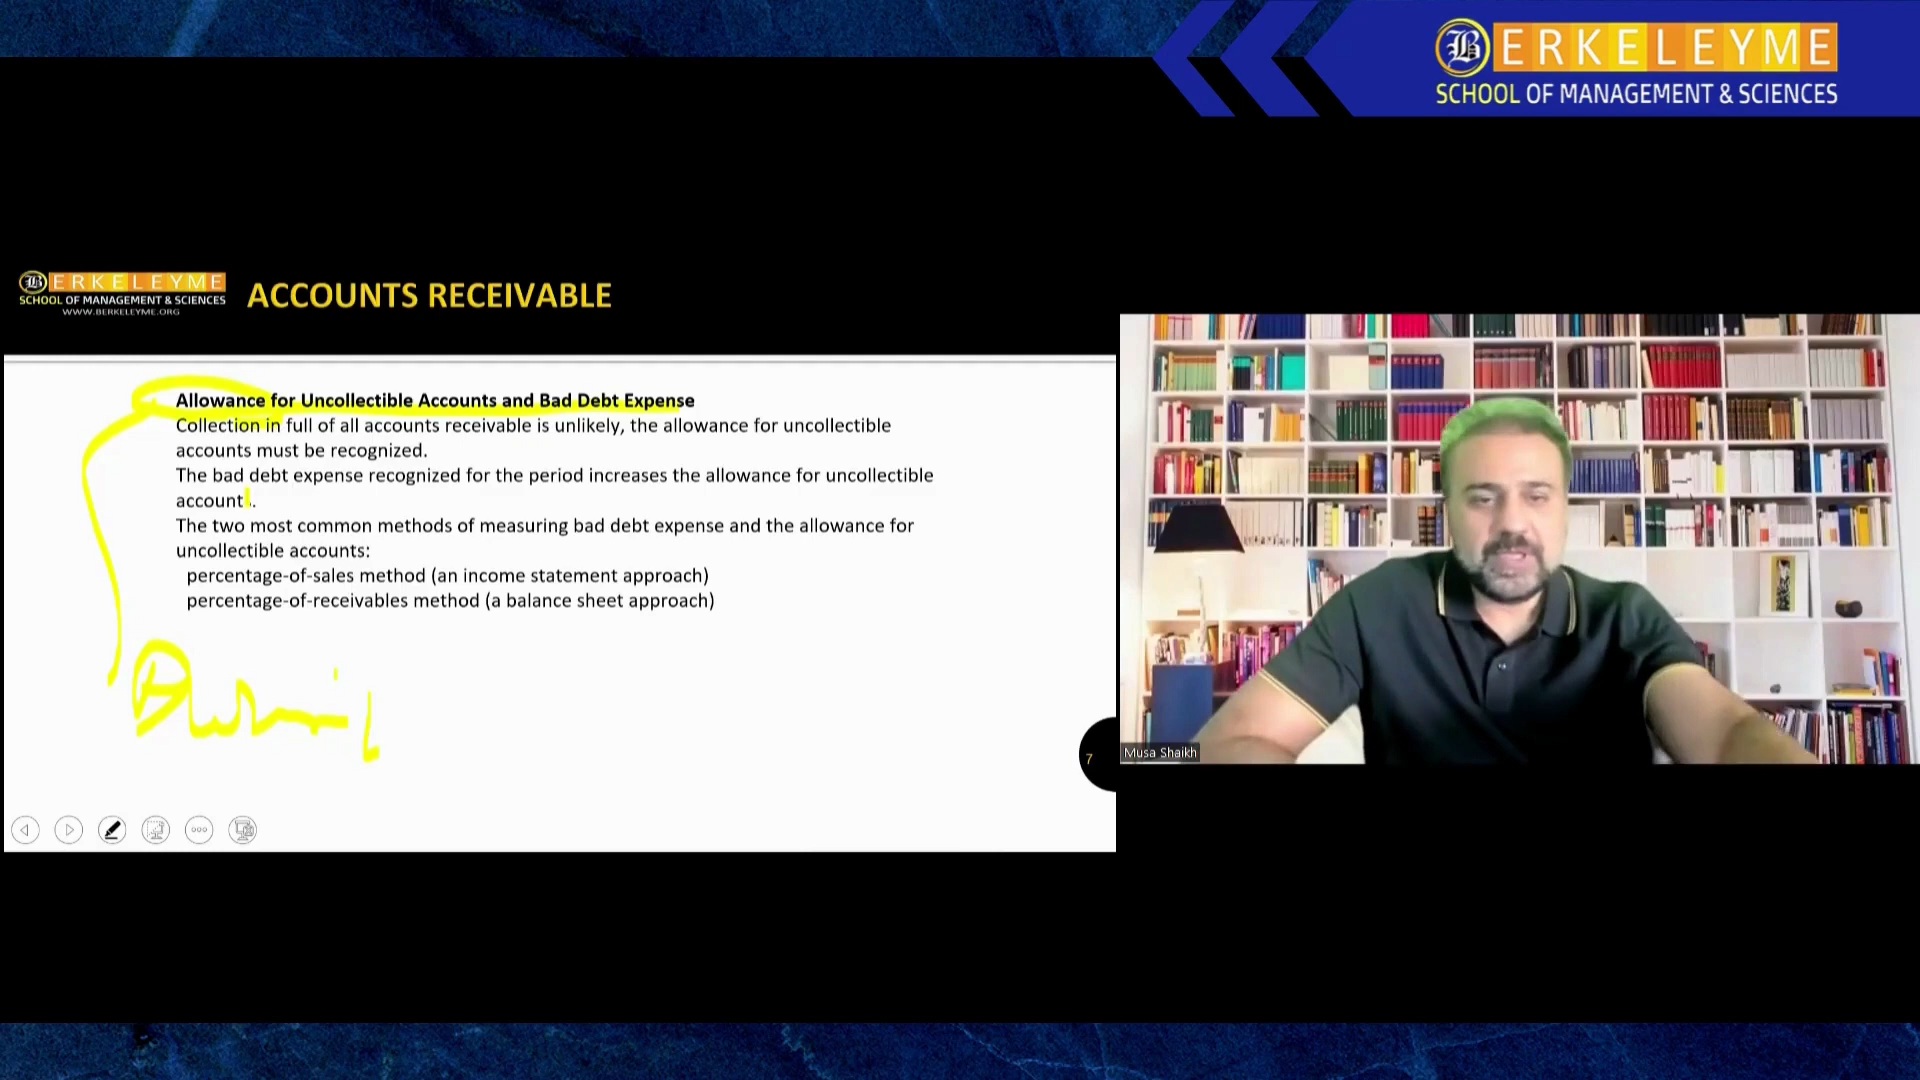 BERKELEYME
SCHOOL OF MANAGEMENT & SCIENCES
BERKELEYME
SCHOOL OF MANAGEMENT & SCIENCES
WWW.BERKELEYME.ORG
ACCOUNTS RECEIVABLE
Allowance for Uncollectible Accounts and Bad Debt Expense
Collection in full of all accounts receivable is unlikely, the allowance for uncollectible
accounts must be recognized.
The bad debt expense recognized for the period increases the allowance for uncollectible
account.
The two most common methods of measuring bad debt expense and the allowance for
uncollectible accounts:
percentage-of-sales method (an income statement approach)
percentage-of-receivables method (a balance sheet approach)
7
Musa Shaikh